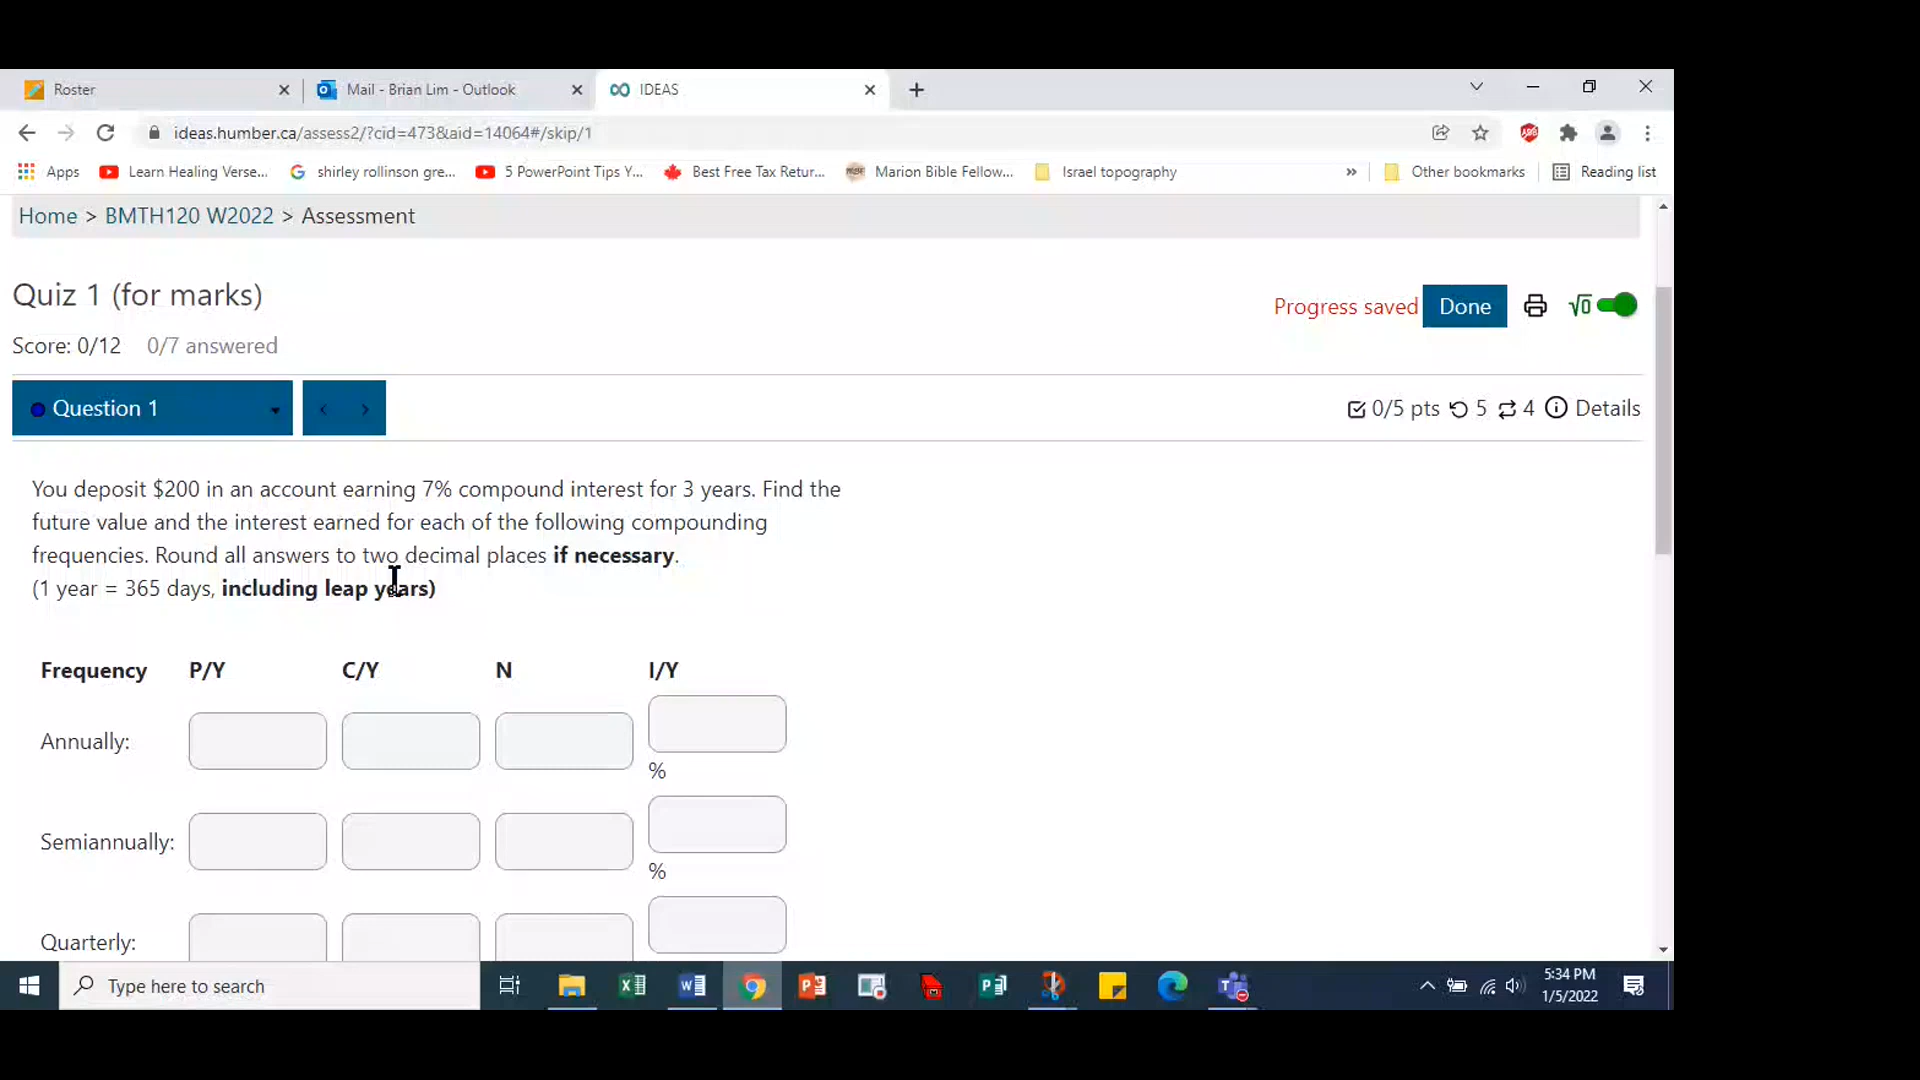 Roster
Mail - Brian Lim - Outlook
IDEAS
ideas.humber.ca/assess2/?cid=473&aid=14064#/skip/1
Apps
Learn Healing Verse...
shirley rollinson gre...
5 PowerPoint Tips Y...
Best Free Tax Retur...
Marion Bible Fellow...
Israel topography
»
Other bookmarks
Reading list
Home > BMTH120 W2022 > Assessment
Quiz 1 (for marks)
Progress saved
Done
√0
Score: 0/12 0/7 answered
Question 1
< >
0/5 pts 5 4 Details
You deposit $200 in an account earning 7% compound interest for 3 years. Find the
future value and the interest earned for each of the following compounding
frequencies. Round all answers to two decimal places if necessary.
(1 year = 365 days, including leap years)
Frequency P/Y C/Y N I/Y
Annually:
%
Semiannually:
%
Quarterly:
Type here to search
5:34 PM
1/5/2022